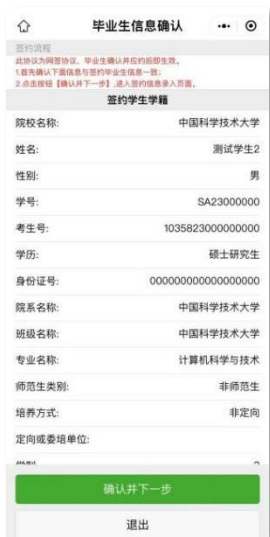 毕业生信息确认
签约流程
此协议为网签协议，毕业生确认并应约后即生效。
1.首先确认下面信息与签约毕业生信息一致；
2.点击按钮【确认并下一步】,进入签约信息录入页面。
签约学生学籍
院校名称: 中国科学技术大学
姓名: 测试学生2
性别: 男
学号: SA23000000
考生号: 1035823000000000
学历: 硕士研究生
身份证号: 000000000000000000
院系名称: 中国科学技术大学
班级名称: 中国科学技术大学
专业名称: 计算机科学与技术
师范生类别: 非师范生
培养方式: 非定向
定向或委培单位:
确认并下一步
退出